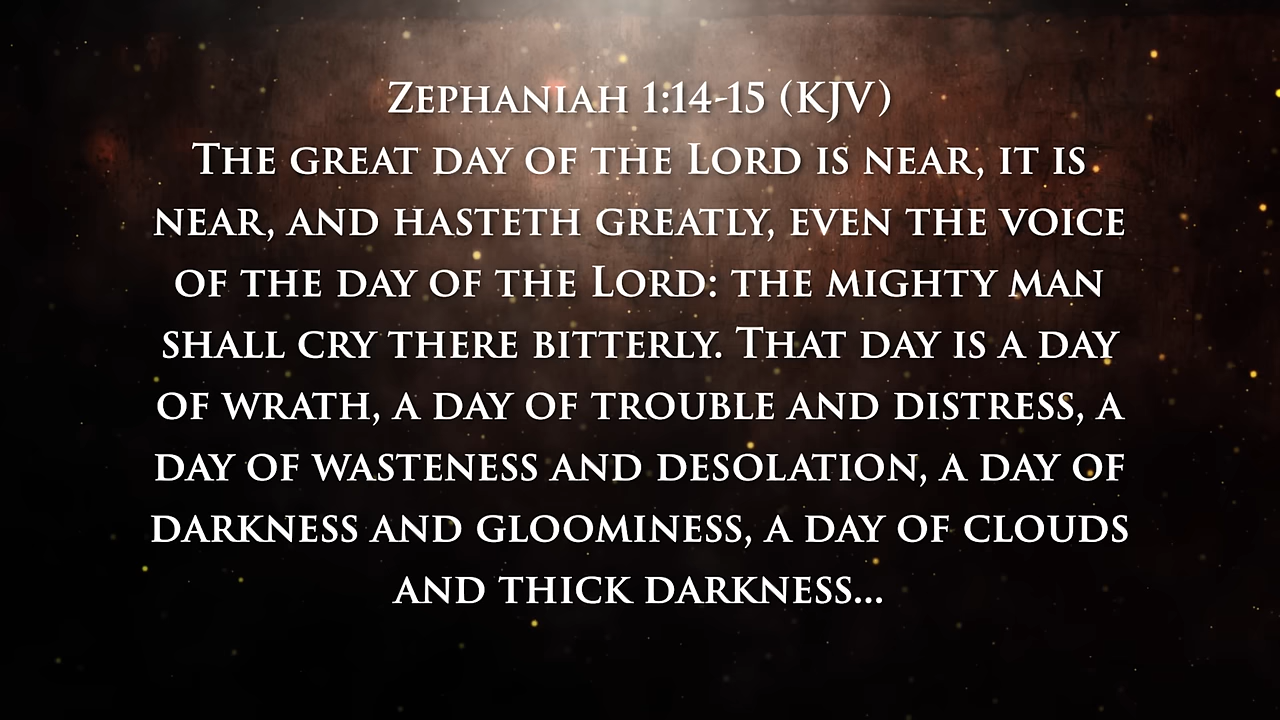 Zephaniah 1:14-15 (KJV)
The great day of the Lord is near, it is
near, and hasteth greatly, even the voice
of the day of the Lord: the mighty man
shall cry there bitterly. That day is a day
of wrath, a day of trouble and distress, a
day of wasteness and desolation, a day of
darkness and gloominess, a day of clouds
and thick darkness...